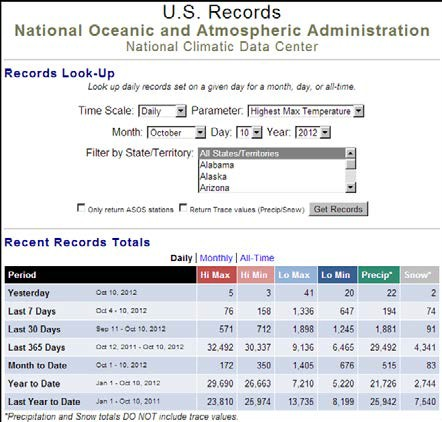 U.S. Records
National Oceanic and Atmospheric Administration
National Climatic Data Center
Records Look-Up
Look up daily records set on a given day for a month, day, or all-time.
Time Scale: Daily Parameter: Highest Max Temperature
Month: October Day: 10 Year: 2012
Filter by State/Territory: All States/Territories
Alabama
Alaska
Arizona
Only return ASOS stations Return Trace values (Precip/Snow) Get Records
Recent Records Totals
Daily | Monthly | All-Time
Period Hi Max Hi Min Lo Max Lo Min Precip* Snow*
Yesterday Oct 10, 2012 5 3 41 20 22 2
Last 7 Days Oct 4 - 10, 2012 76 158 1,336 647 194 74
Last 30 Days Sep 11 - Oct 10, 2012 571 712 1,898 1,245 1,881 91
Last 365 Days Oct 12, 2011 - Oct 10, 2012 32,492 30,337 9,136 6,465 29,492 4,341
Month to Date Oct 1 - 10, 2012 172 350 1,405 676 515 83
Year to Date Jan 1 - Oct 10, 2012 29,690 26,663 7,210 5,220 21,726 2,744
Last Year to Date Jan 1 - Oct 10, 2011 23,810 25,974 13,735 8,199 25,942 7,540
*Precipitation and Snow totals DO NOT include trace values.